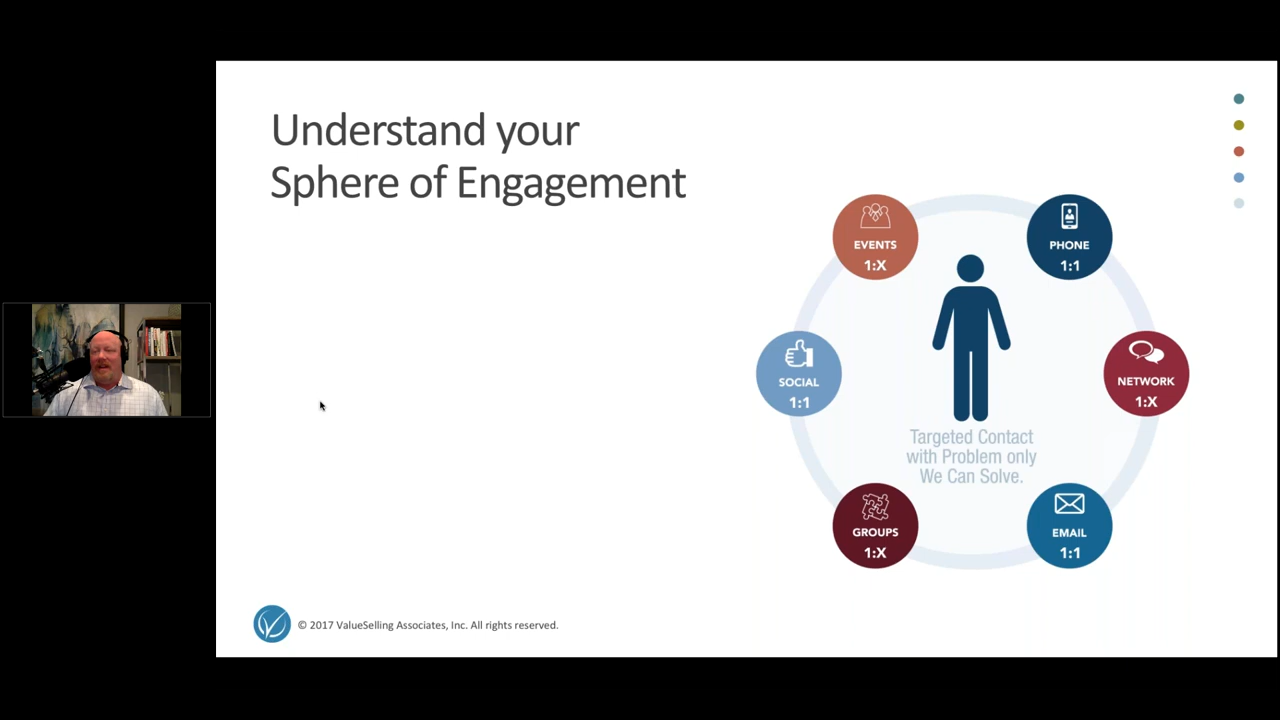 Understand your
Sphere of Engagement
EVENTS
1:X
PHONE
1:1
SOCIAL
1:1
NETWORK
1:X
Targeted Contact
with Problem only
We Can Solve.
GROUPS
1:X
EMAIL
1:1
© 2017 ValueSelling Associates, Inc. All rights reserved.